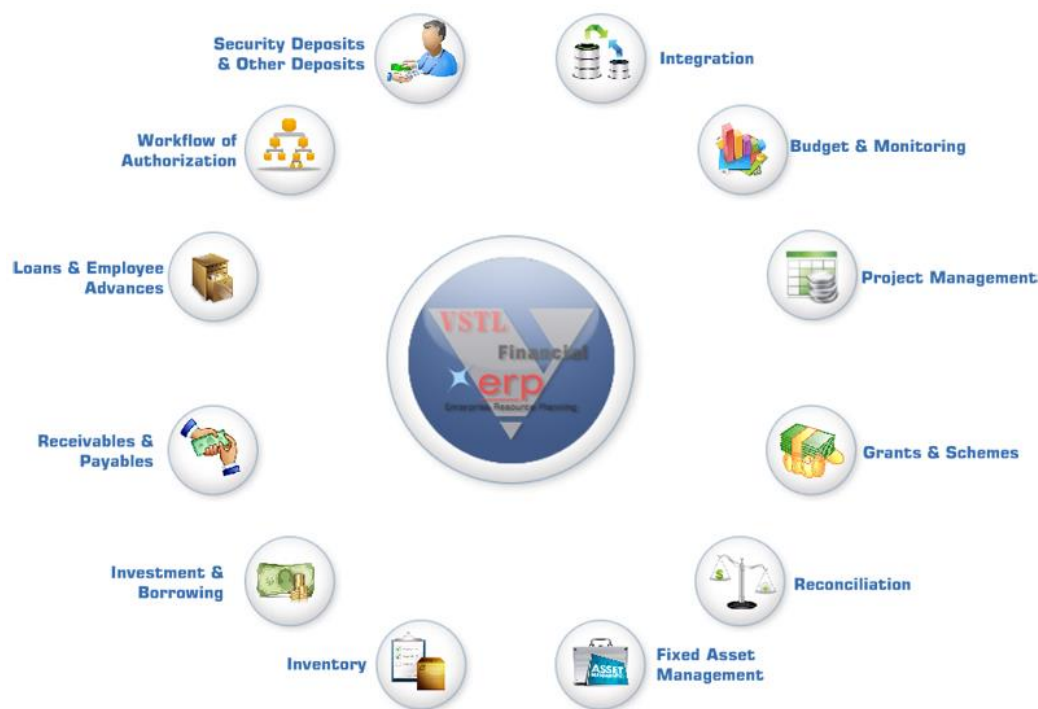 Security Deposits
& Other Deposits
Integration
Workflow of
Authorization
Budget & Monitoring
Loans & Employee
Advances
Project Management
VSTL
Financial
erp
Enterprise Resource Planning
Receivables &
Payables
Grants & Schemes
Investment &
Borrowing
Reconciliation
Inventory
Fixed Asset
Management
ASSET